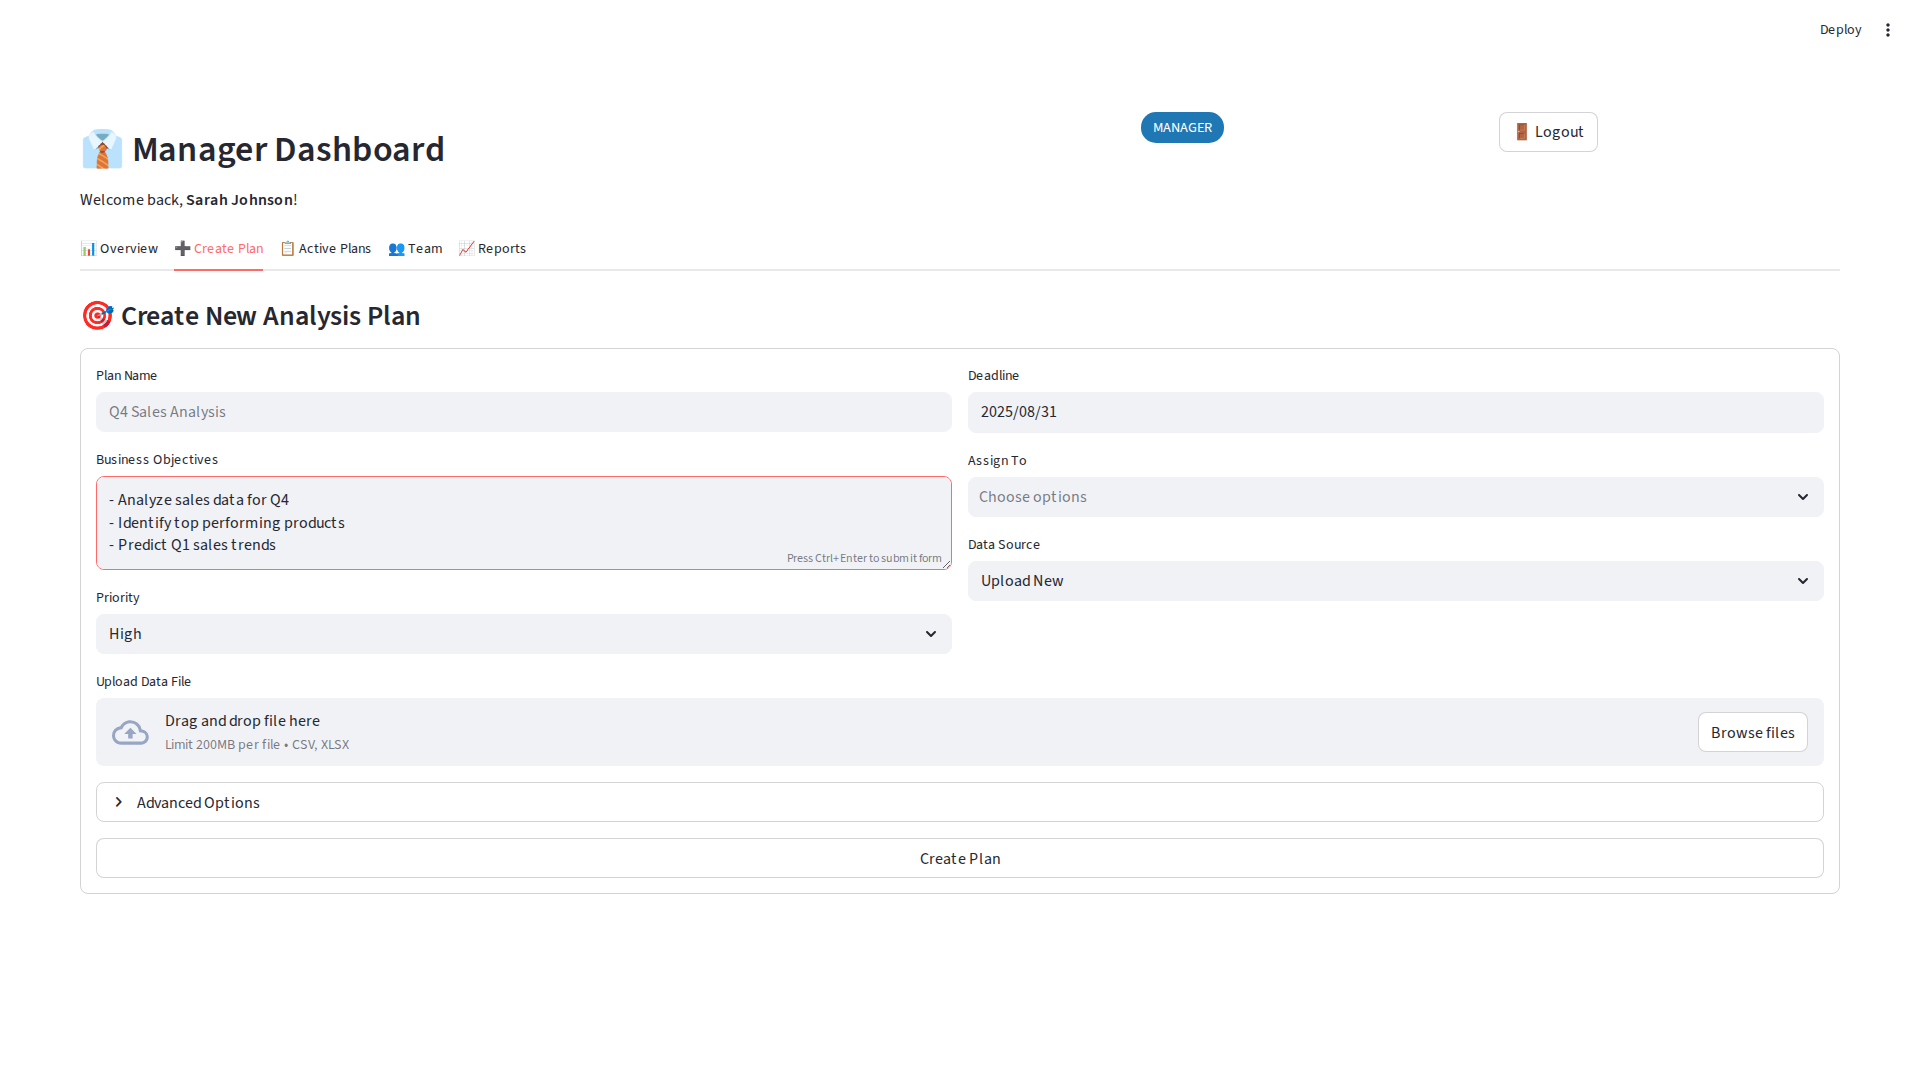 Deploy
Manager Dashboard
MANAGER
Logout
Welcome back, Sarah Johnson!
Overview
Create Plan
Active Plans
Team
Reports
Create New Analysis Plan
Plan Name
Q4 Sales Analysis
Business Objectives
- Analyze sales data for Q4
- Identify top performing products
- Predict Q1 sales trends
Press Ctrl+Enter to submit form
Priority
High
Deadline
2025/08/31
Assign To
Choose options
Data Source
Upload New
Upload Data File
Drag and drop file here
Limit 200MB per file • CSV, XLSX
Browse files
Advanced Options
Create Plan